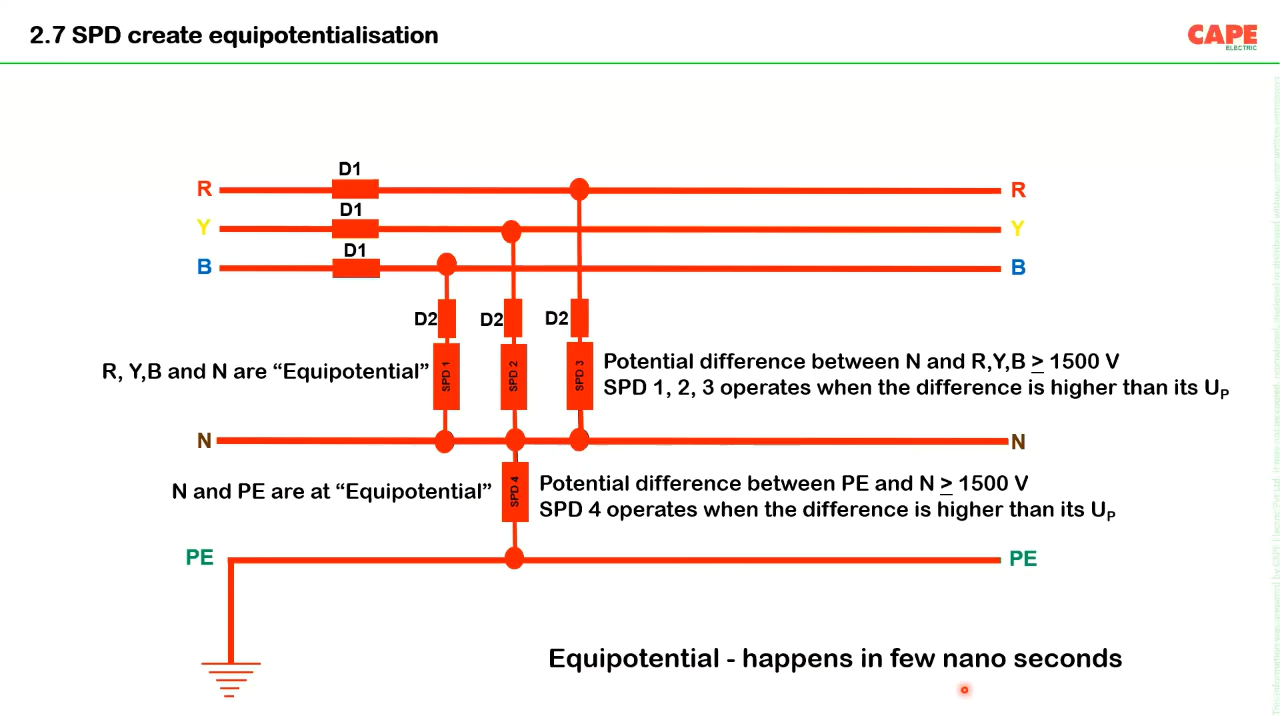 2.7 SPD create equipotentialisation
CAPE
ELECTRIC
D1
R
R
D1
Y
Y
D1
B
B
D2
D2
D2
R, Y,B and N are “Equipotential”
SPD 1
SPD 2
SPD 3
Potential difference between N and R,Y,B ≥ 1500 V
SPD 1, 2, 3 operates when the difference is higher than its UP
N
N
N and PE are at “Equipotential”
SPD 4
Potential difference between PE and N ≥ 1500 V
SPD 4 operates when the difference is higher than its UP
PE
PE
Equipotential - happens in few nano seconds